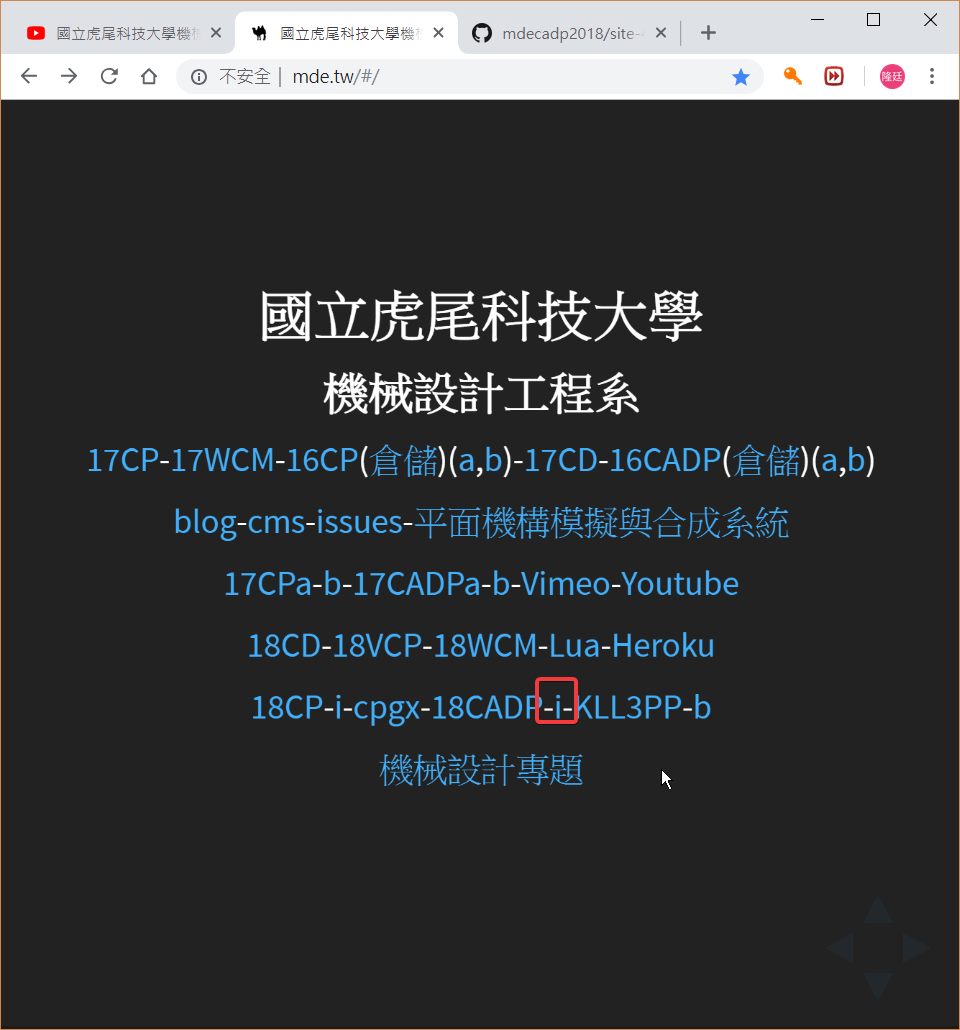 國立虎尾科技大學機械
國立虎尾科技大學機械
mdecadp2018/site-
不安全 | mde.tw/#/
隆廷
國立虎尾科技大學
機械設計工程系
17CP-17WCM-16CP(倉儲)(a,b)-17CD-16CADP(倉儲)(a,b)
blog-cms-issues-平面機構模擬與合成系統
17CPa-b-17CADPa-b-Vimeo-Youtube
18CD-18VCP-18WCM-Lua-Heroku
18CP-i-cpgx-18CADP-i-KLL3PP-b
機械設計專題